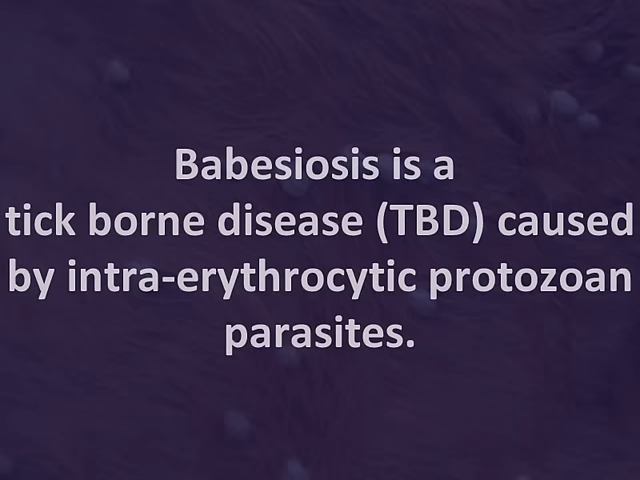 Babesiosis is a
tick borne disease (TBD) caused
by intra-erythrocytic protozoan
parasites.